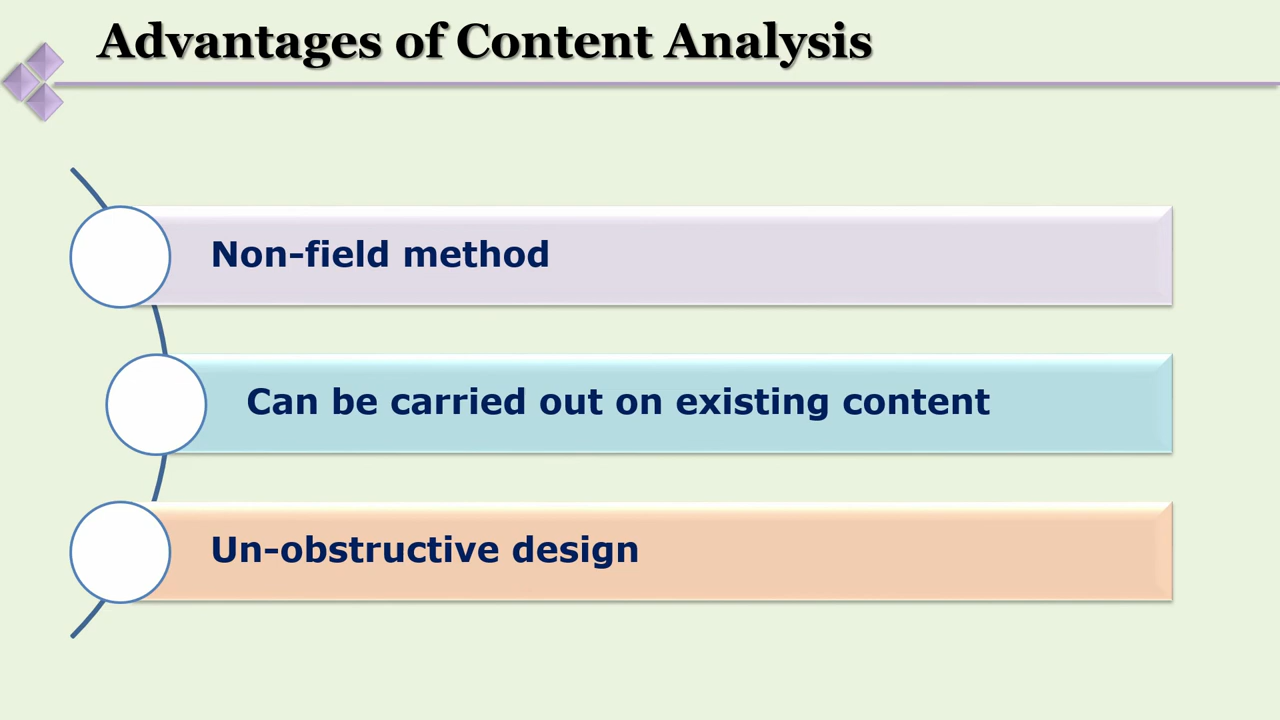 Advantages of Content Analysis
Non-field method
Can be carried out on existing content
Un-obstructive design